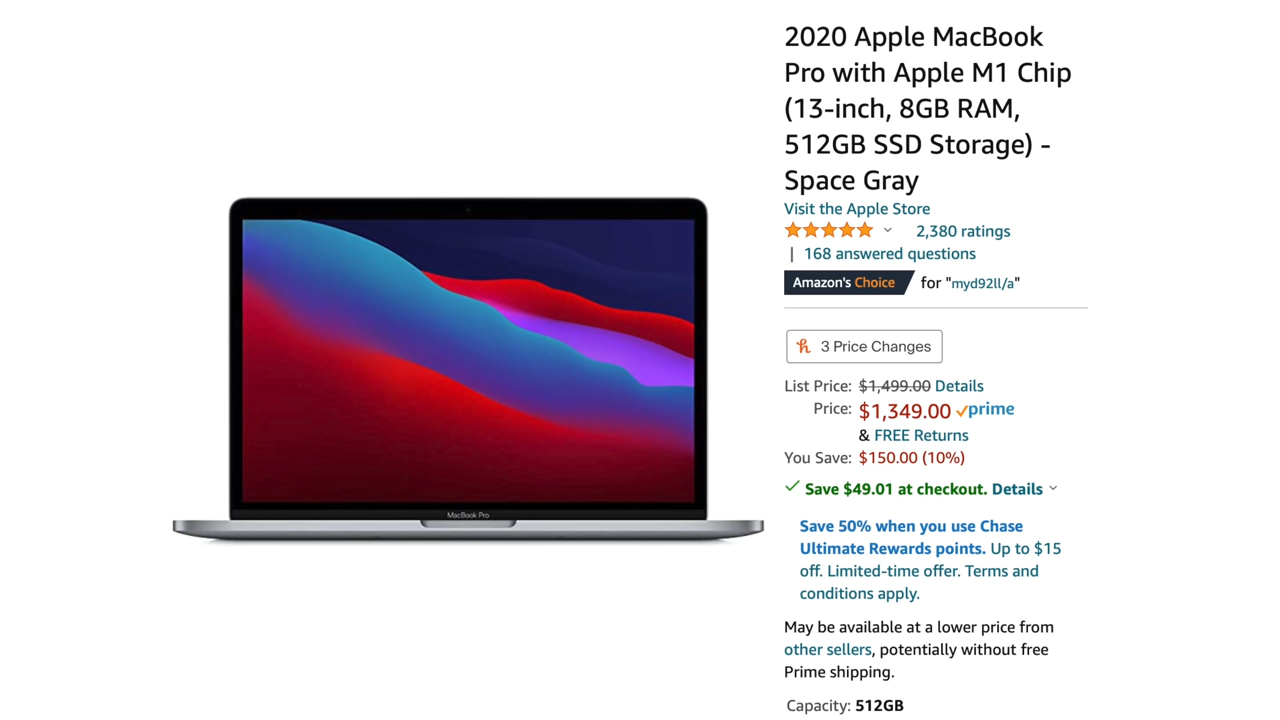 2020 Apple MacBook
Pro with Apple M1 Chip
(13-inch, 8GB RAM,
512GB SSD Storage) -
Space Gray
Visit the Apple Store
2,380 ratings
| 168 answered questions
Amazon's Choice for "myd92ll/a"
3 Price Changes
List Price: $1,499.00 Details
Price: $1,349.00 prime
& FREE Returns
You Save: $150.00 (10%)
Save $49.01 at checkout. Details
Save 50% when you use Chase
Ultimate Rewards points. Up to $15
off. Limited-time offer. Terms and
conditions apply.
May be available at a lower price from
other sellers, potentially without free
Prime shipping.
Capacity: 512GB
MacBook Pro